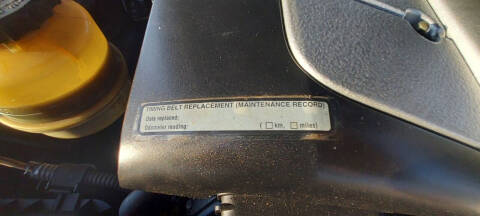 TIMING BELT REPLACEMENT (MAINTENANCE RECORD)
Date replaced:
Odometer reading: ( □ km, □ miles)